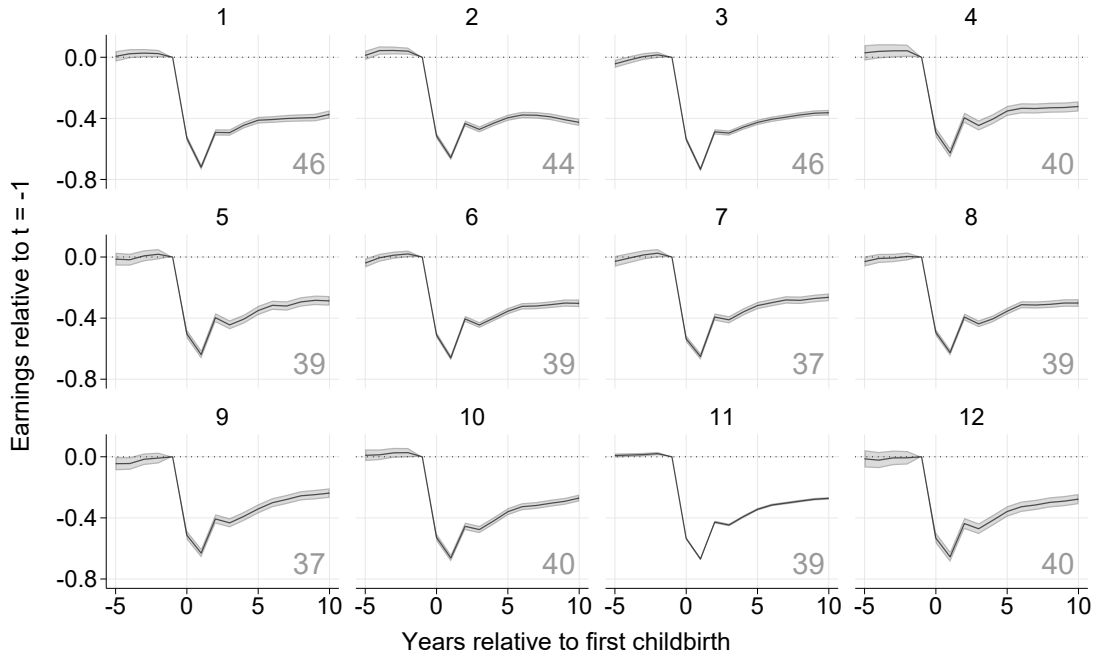 1 2 3 4
0.0
-0.4
-0.8
46 44 46 40
5 6 7 8
0.0
-0.4
-0.8
39 39 37 39
9 10 11 12
0.0
-0.4
-0.8
37 40 39 40
-5 0 5 10 -5 0 5 10 -5 0 5 10 -5 0 5 10
Years relative to first childbirth
Earnings relative to t = -1